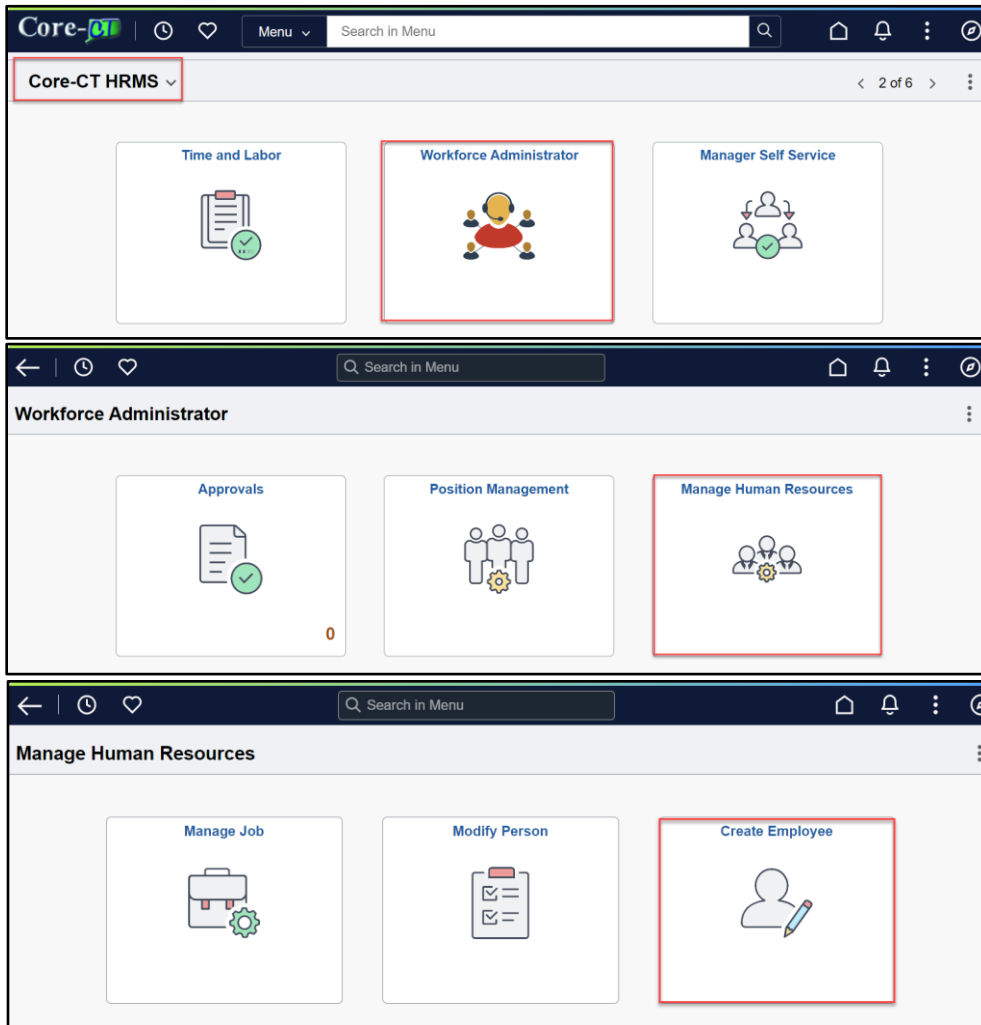 Core-CT Menu Search in Menu
Core-CT HRMS 2 of 6
Time and Labor Workforce Administrator Manager Self Service
Search in Menu
Workforce Administrator
Approvals Position Management Manage Human Resources
0
Search in Menu
Manage Human Resources
Manage Job Modify Person Create Employee